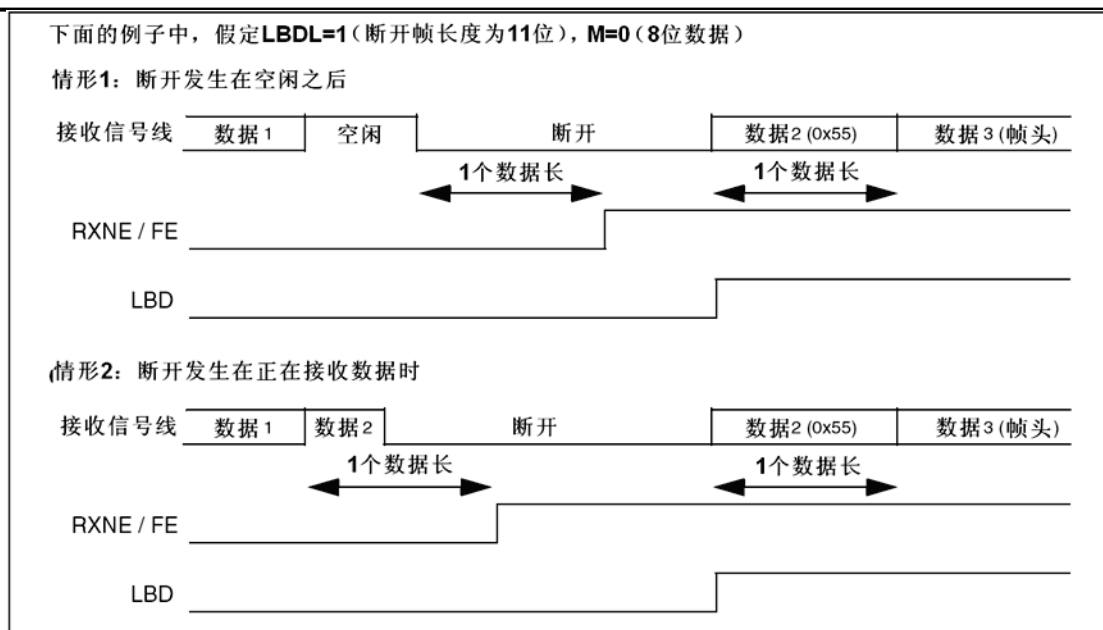 下面的例子中，假定LBDL=1（断开帧长度为11位），M=0（8位数据）
情形1：断开发生在空闲之后
接收信号线 数据1 空闲 断开 数据2 (0x55) 数据3 (帧头)
1个数据长 1个数据长
RXNE / FE
LBD
情形2：断开发生在正在接收数据时
接收信号线 数据1 数据2 断开 数据2 (0x55) 数据3 (帧头)
1个数据长 1个数据长
RXNE / FE
LBD